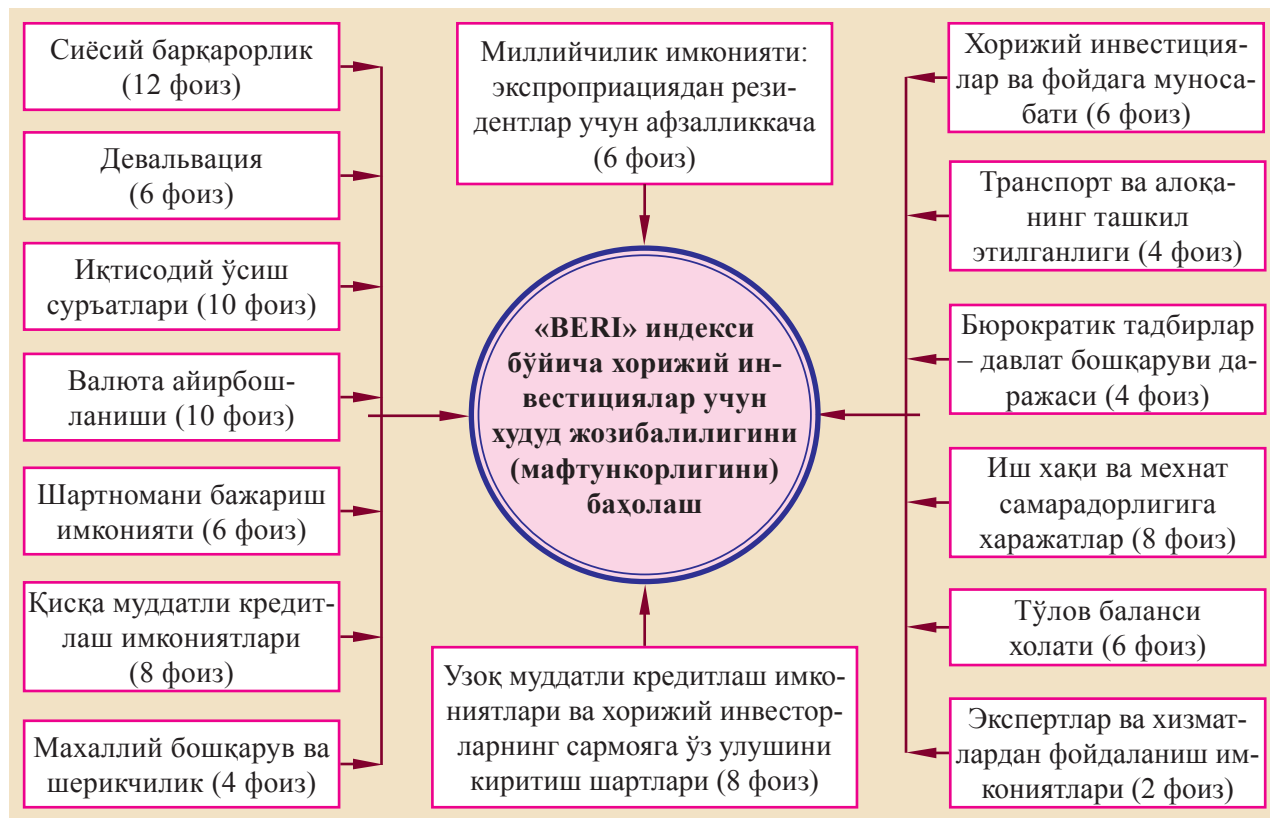 Сиёсий барқарорлик
(12 фоиз)
Девальвация
(6 фоиз)
Иқтисодий ўсиш
суръатлари (10 фоиз)
Валюта айирбош-
ланиши (10 фоиз)
Шартномани бажариш
имконияти (6 фоиз)
Қисқа муддатли кредит-
лаш имкониятлари
(8 фоиз)
Махаллий бошқарув ва
шерикчилик (4 фоиз)
Миллийчилик имконияти:
экспроприациядан рези-
дентлар учун афзалликкача
(6 фоиз)
«BERI» индекси
бўйича хорижий ин-
вестициялар учун
худуд жозибалилигини
(мафтункорлигини)
баҳолаш
Узоқ муддатли кредитлаш имко-
ниятлари ва хорижий инвестор-
ларнинг сармояга ўз улушини
киритиш шартлари (8 фоиз)
Хорижий инвестиция-
лар ва фойдага муноса-
бати (6 фоиз)
Транспорт ва алоқа-
нинг ташкил
этилганлиги (4 фоиз)
Бюрократик тадбирлар
– давлат бошқаруви да-
ражаси (4 фоиз)
Иш хақи ва мехнат
самарадорлигига
харажатлар (8 фоиз)
Тўлов баланси
холати (6 фоиз)
Экспертлар ва хизмат-
лардан фойдаланиш им-
кониятлари (2 фоиз)